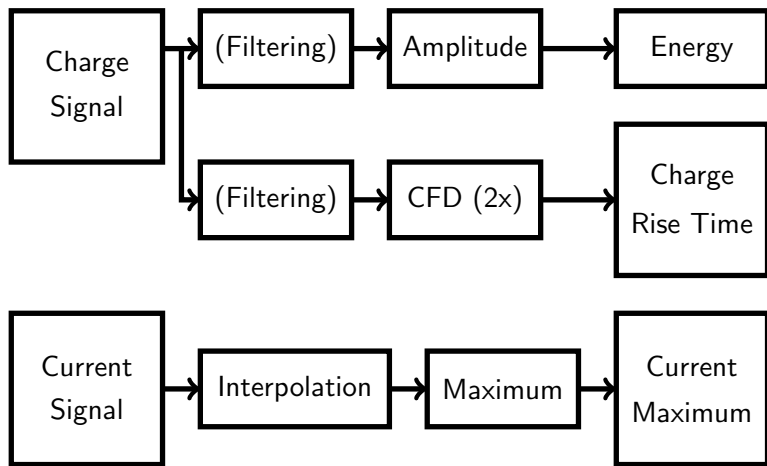 Charge
Signal
(Filtering)
Amplitude
Energy
(Filtering)
CFD (2x)
Charge
Rise Time
Current
Signal
Interpolation
Maximum
Current
Maximum